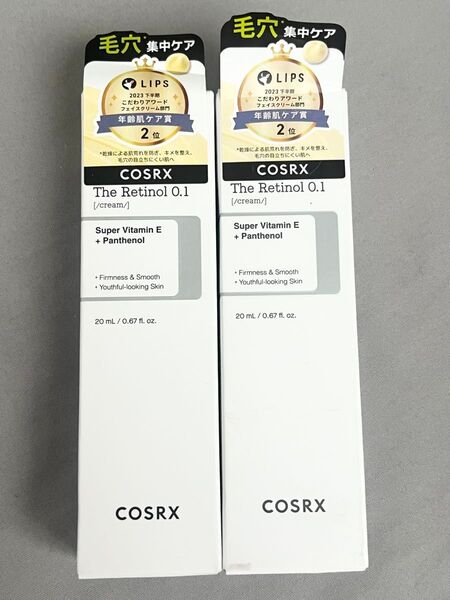 毛穴* 集中ケア
LIPS
2023 下半期
こだわりアワード
フェイスクリーム部門
年齢肌ケア賞
2位
*乾燥による肌荒れを防ぎ、キメを整え、
毛穴の目立ちにくい肌へ
COSRX
The Retinol 0.1
[/cream/]
Super Vitamin E
+ Panthenol
• Firmness & Smooth
• Youthful-looking Skin
20 mL / 0.67 fl. oz.
COSRX
毛穴* 集中ケア
LIPS
2023 下半期
こだわりアワード
フェイスクリーム部門
年齢肌ケア賞
2位
*乾燥による肌荒れを防ぎ、キメを整え、
毛穴の目立ちにくい肌へ
COSRX
The Retinol 0.1
[/cream/]
Super Vitamin E
+ Panthenol
• Firmness & Smooth
• Youthful-looking Skin
20 mL / 0.67 fl. oz.
COSRX